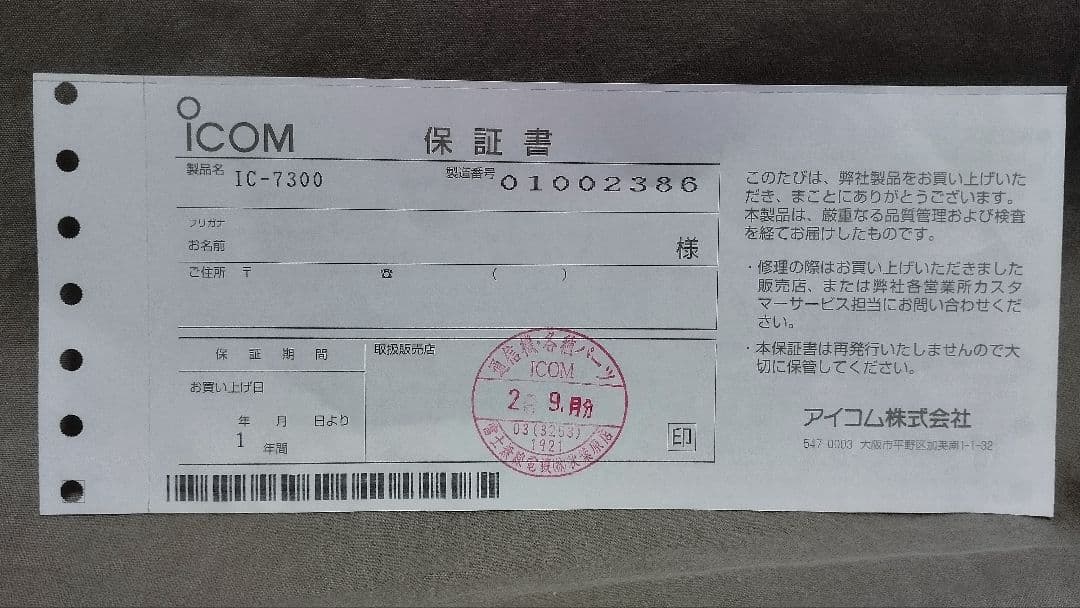 ICOM
保証書
製品名 IC-7300
製造番号 01002386
フリガナ
お名前
様
ご住所 〒 ☎ ( )
保証期間
お買い上げ日
年 月 日より
1 年間
取扱販売店
通信機・各種パーツ
ICOM
9.月分
03(3253)
1921
印
このたびは、弊社製品をお買い上げいた
だき、まことにありがとうございます。
本製品は、厳重なる品質管理および検査
を経てお届けしたものです。
・修理の際はお買い上げいただきました
販売店、または弊社各営業所カスタ
マーサービス担当にお問い合わせくだ
さい。
・本保証書は再発行いたしませんので大
切に保管してください。
アイコム株式会社
547-0003 大阪市平野区加美南1-1-32